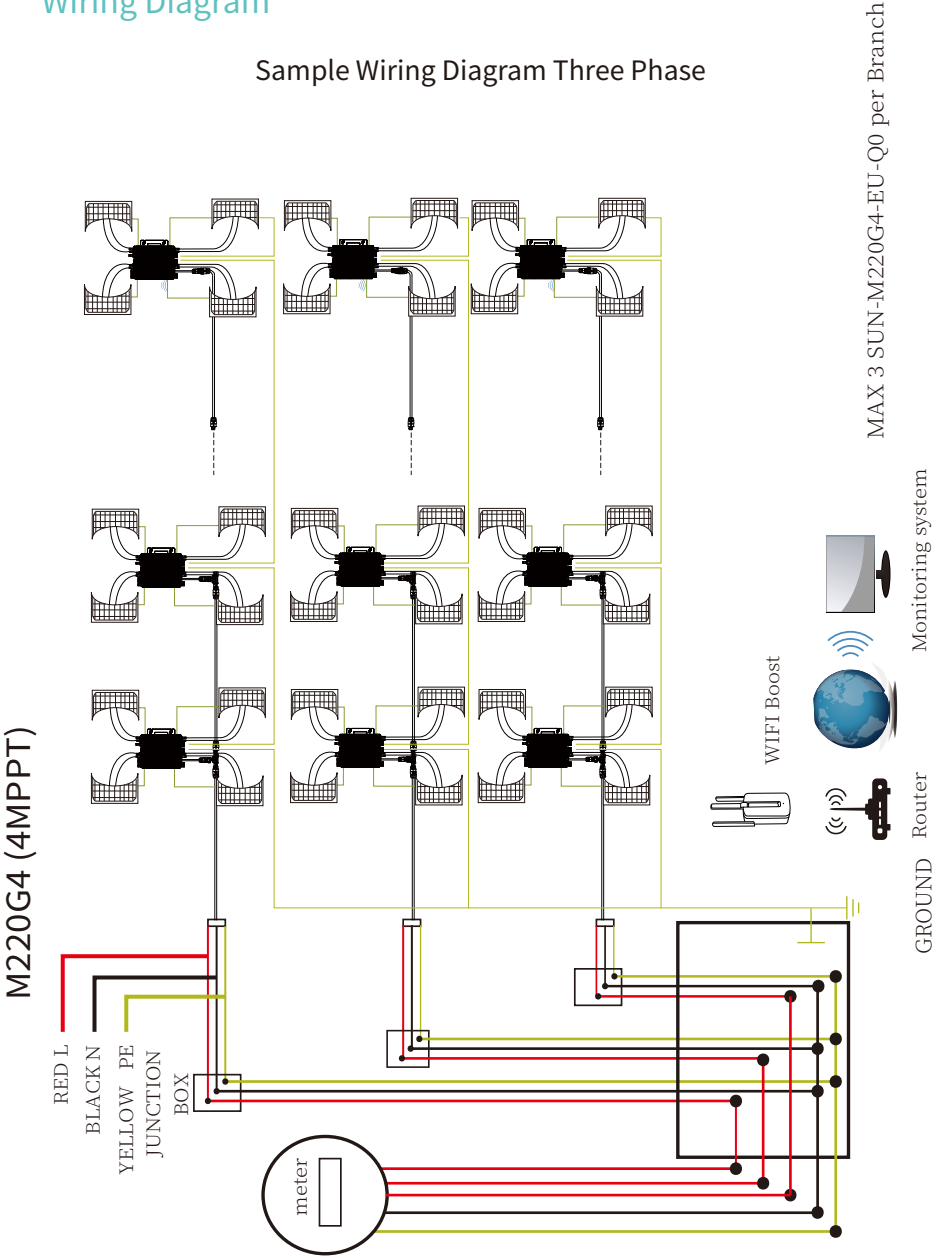 Wiring Diagram
Sample Wiring Diagram Three Phase
M220G4 (4MPPT)
RED L
BLACK N
YELLOW PE
JUNCTION
BOX
meter
MAX 3 SUN-M220G4-EU-Q0 per Branch
WIFI Boost
Monitoring system
Router
GROUND